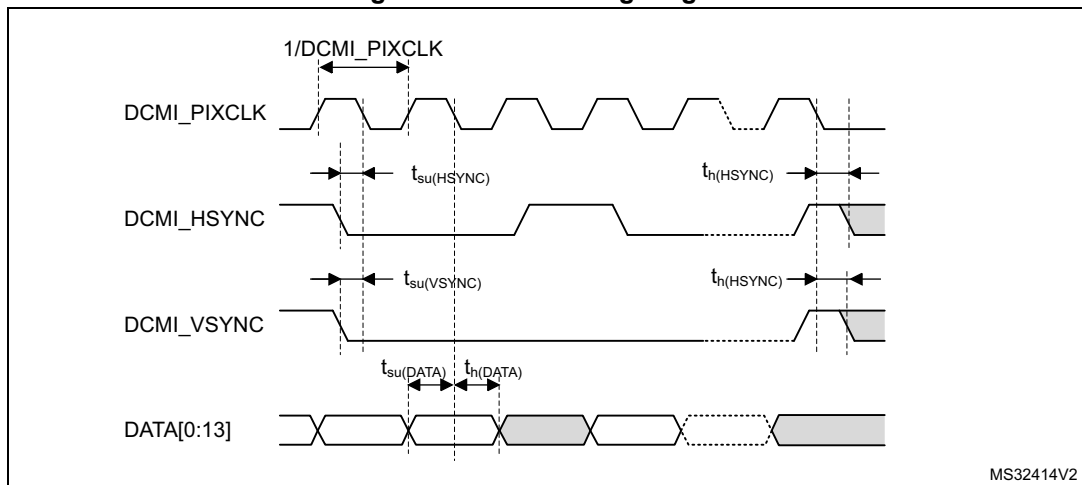 1/DCMI_PIXCLK
DCMI_PIXCLK
tsu(HSYNC)
th(HSYNC)
DCMI_HSYNC
tsu(VSYNC)
th(HSYNC)
DCMI_VSYNC
tsu(DATA)
th(DATA)
DATA[0:13]
MS32414V2